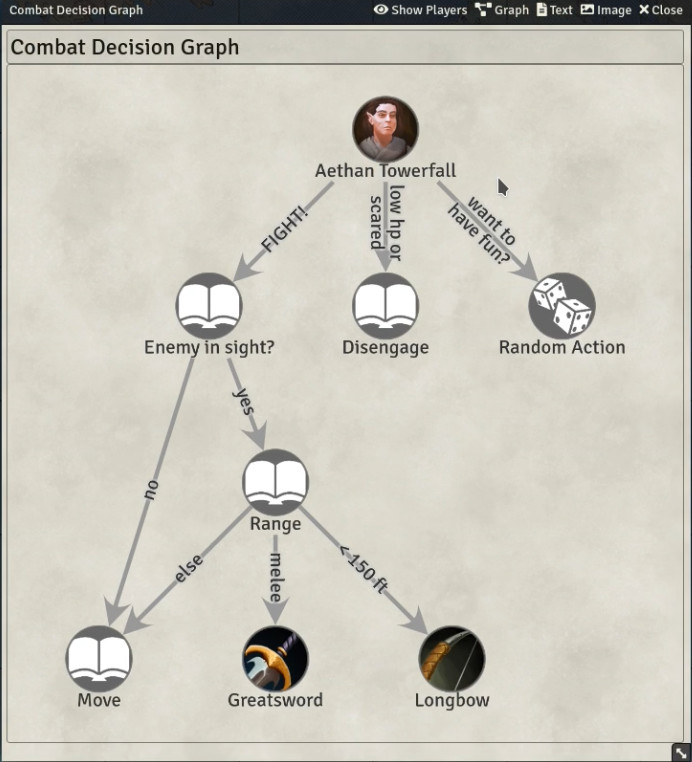 Combat Decision Graph
Show Players
Graph
Text
Image
Close
Combat Decision Graph
Aethan Towerfall
FIGHT!
low hp or
scared
want to
have fun?
Enemy in sight?
Disengage
Random Action
yes
no
Range
else
melee
< 150 ft
Move
Greatsword
Longbow